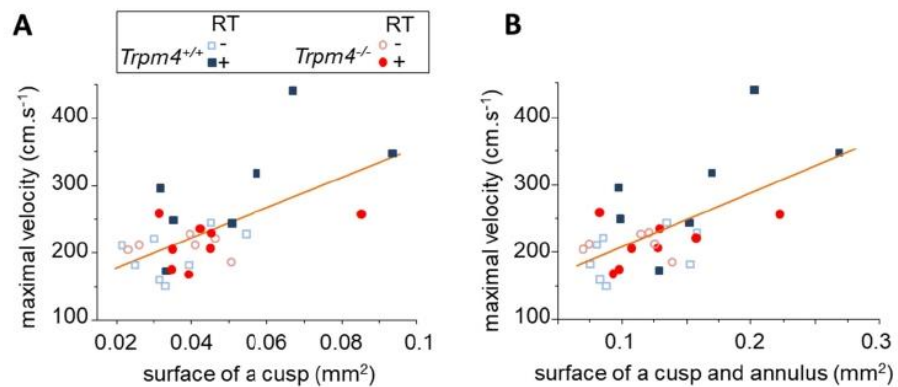 A
RT
RT
Trpm4+/+
-
+
Trpm4-/-
-
+
B
maximal velocity (cm.s-1)
400
300
200
100
0.02
0.04
0.06
0.08
0.1
surface of a cusp (mm2)
maximal velocity (cm.s-1)
400
300
200
100
0.1
0.2
0.3
surface of a cusp and annulus (mm2)